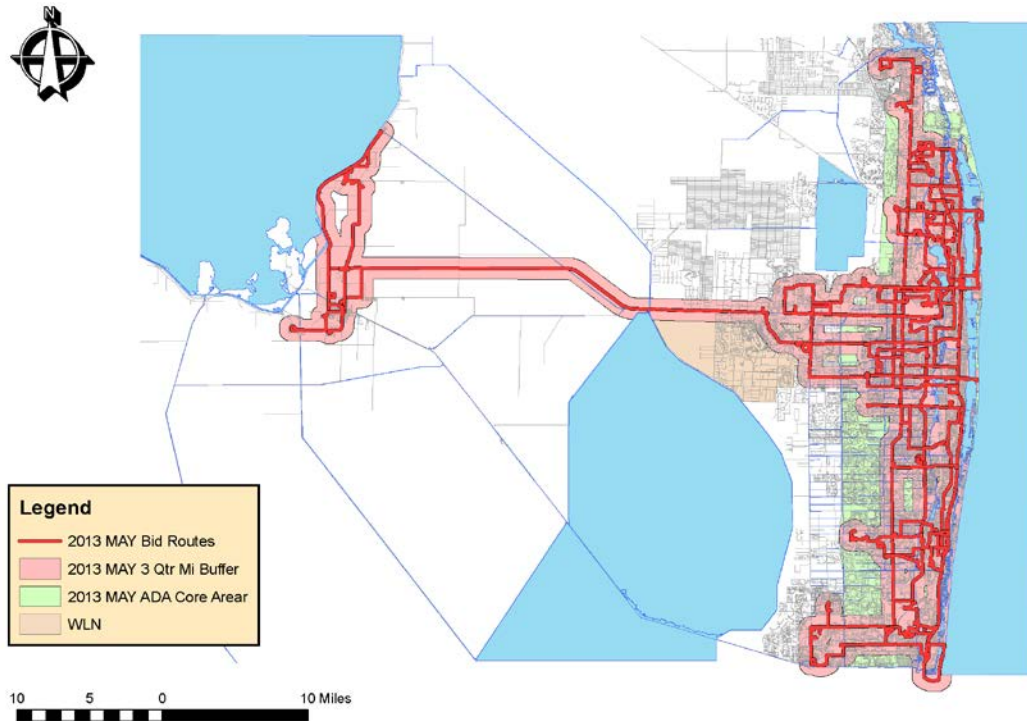 N
Legend
2013 MAY Bid Routes
2013 MAY 3 Qtr Mi Buffer
2013 MAY ADA Core Arear
WLN
10 5 0 10 Miles